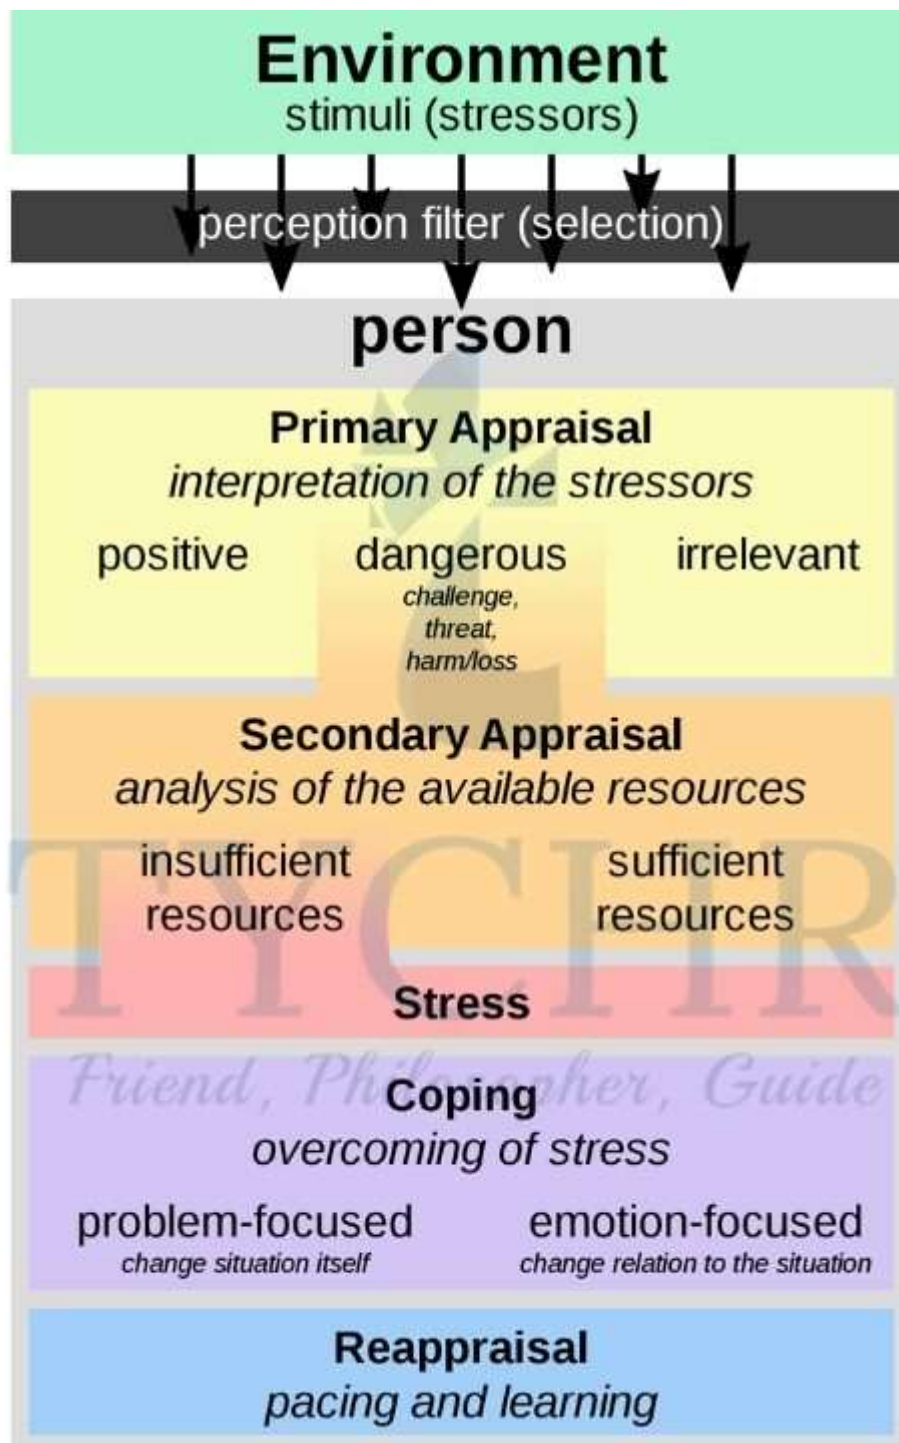 Environment
stimuli (stressors)
perception filter (selection)
person
Primary Appraisal
interpretation of the stressors
positive dangerous irrelevant
challenge,
threat,
harm/loss
Secondary Appraisal
analysis of the available resources
insufficient sufficient
resources resources
TYCHR
Stress
Friend, Philosopher, Guide
Coping
overcoming of stress
problem-focused emotion-focused
change situation itself change relation to the situation
Reappraisal
pacing and learning